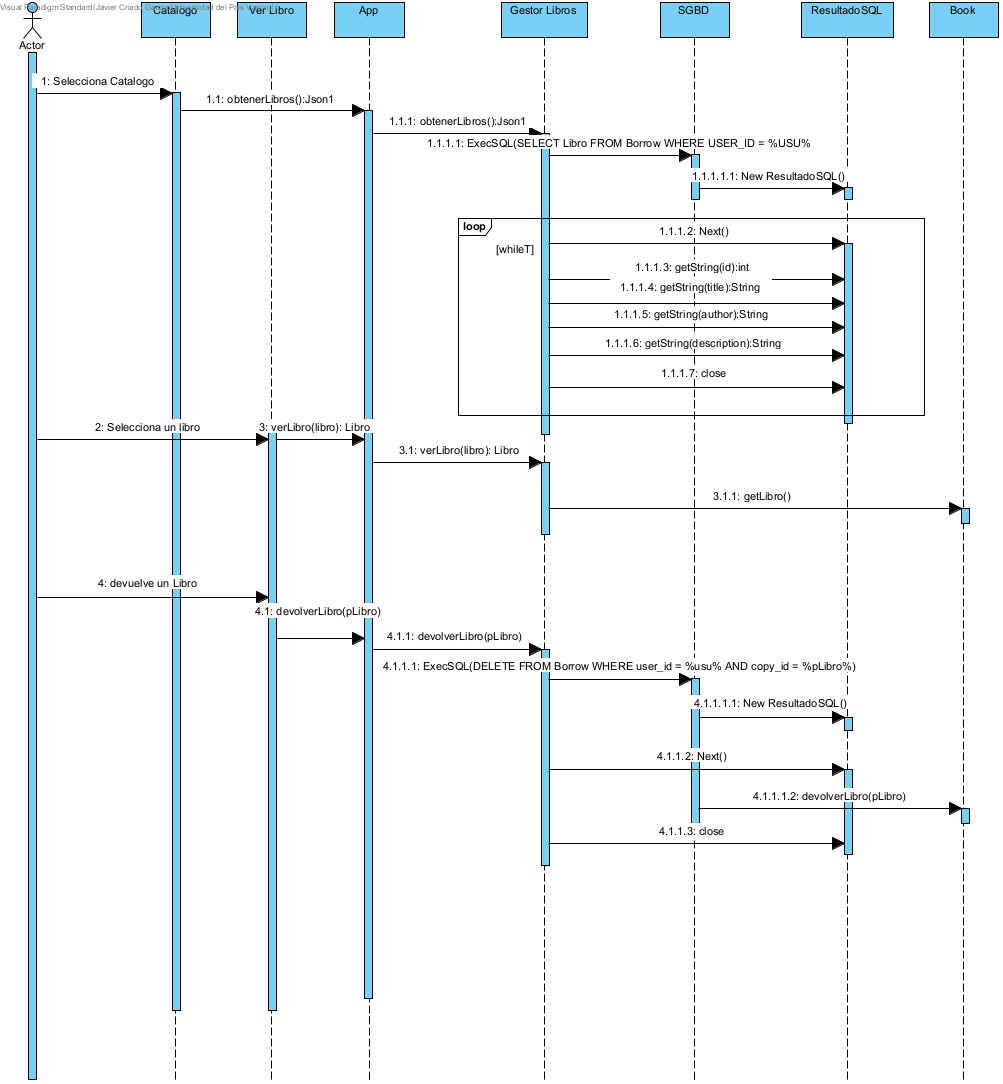 Visual Paradigm Standard(Javier Criado
Actor
Catalogo
Ver Libro
App
Gestor Libros
SGBD
ResultadoSQL
Book
1: Selecciona Catalogo
1.1: obtenerLibros():Json1
1.1.1: obtenerLibros():Json1
1.1.1.1: ExecSQL(SELECT Libro FROM Borrow WHERE USER_ID = %USU%
1.1.1.1.1: New ResultadoSQL()
loop
1.1.1.2: Next()
[whileT]
1.1.1.3: getString(id):int
1.1.1.4: getString(title):String
1.1.1.5: getString(author):String
1.1.1.6: getString(description):String
1.1.1.7: close
2: Selecciona un libro
3: verLibro(libro): Libro
3.1: verLibro(libro): Libro
3.1.1: getLibro()
4: devuelve un Libro
4.1: devolverLibro(pLibro)
4.1.1: devolverLibro(pLibro)
4.1.1.1: ExecSQL(DELETE FROM Borrow WHERE user_id = %usu% AND copy_id = %pLibro%)
4.1.1.1.1: New ResultadoSQL()
4.1.1.2: Next()
4.1.1.1.2: devolverLibro(pLibro)
4.1.1.3: close